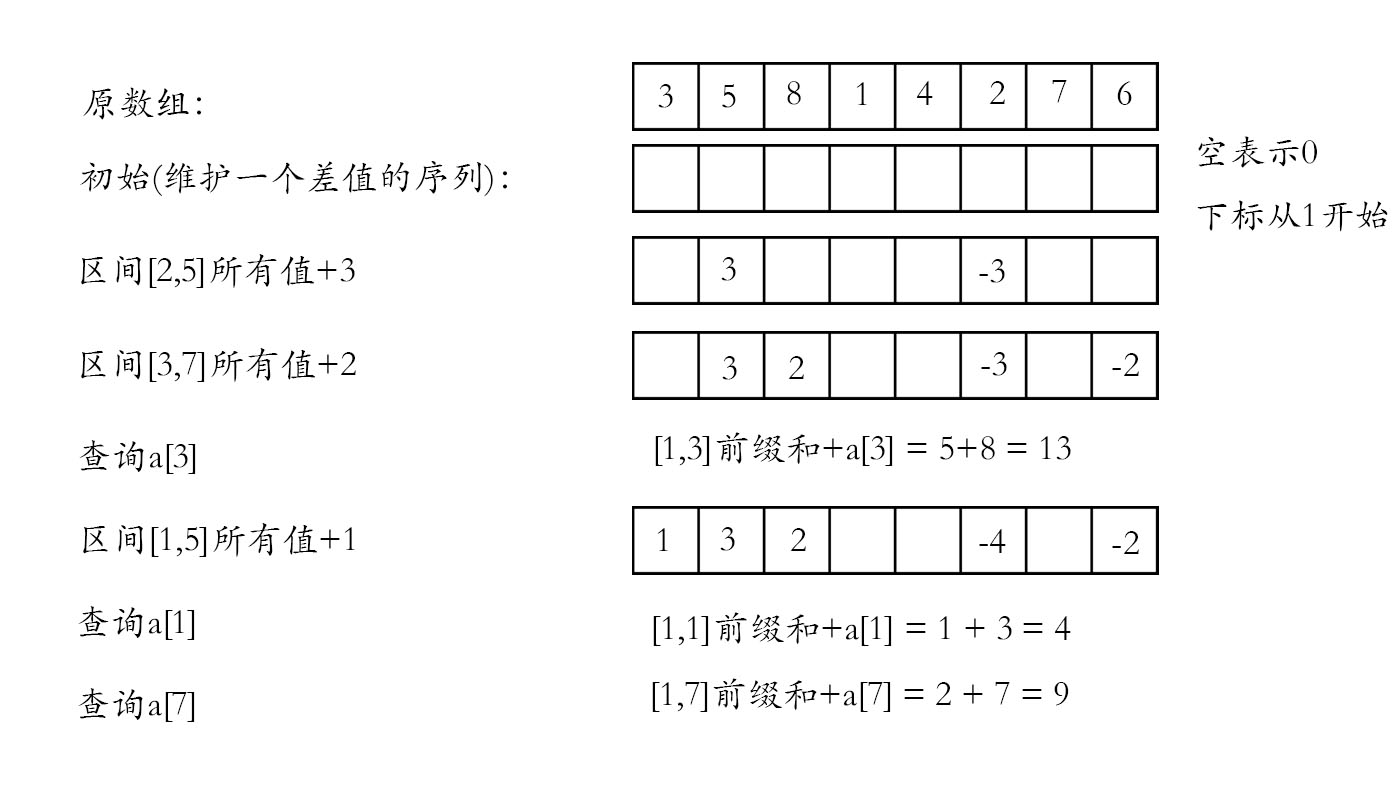 原数组: 3 5 8 1 4 2 7 6
空表示0
初始(维护一个差值的序列):
下标从1开始
区间[2,5]所有值+3 3 -3
区间[3,7]所有值+2 3 2 -3 -2
查询a[3] [1,3]前缀和+a[3] = 5+8 = 13
区间[1,5]所有值+1 1 3 2 -4 -2
查询a[1] [1,1]前缀和+a[1] = 1 + 3 = 4
查询a[7] [1,7]前缀和+a[7] = 2 + 7 = 9